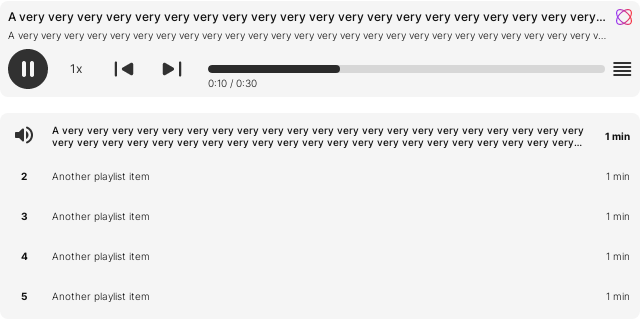 A very very very very very very very very very very very very very very very very very very very very...
A very very very very very very very very very very very very very very very very very very very very very very very very very v...
1x
0:10 / 0:30
A very very very very very very very very very very very very very very very very very very very very very
very very very very very very very very very very very very very very very very very very very very very...
1 min
2 Another playlist item 1 min
3 Another playlist item 1 min
4 Another playlist item 1 min
5 Another playlist item 1 min